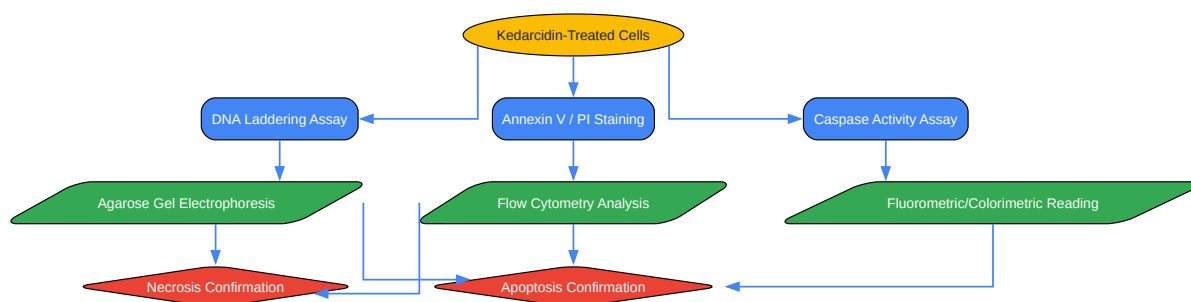 Kedarcidin-Treated Cells
DNA Laddering Assay
Annexin V / PI Staining
Caspase Activity Assay
Agarose Gel Electrophoresis
Flow Cytometry Analysis
Fluorometric/Colorimetric Reading
Necrosis Confirmation
Apoptosis Confirmation